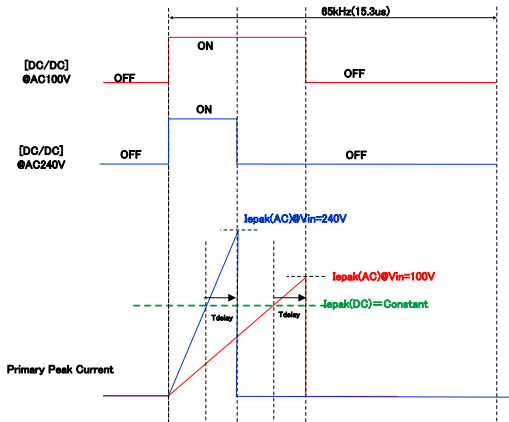 65kHz(15.3us)
[DC/DC]
@AC100V
OFF
ON
OFF
[DC/DC]
@AC240V
OFF
ON
OFF
Iepak(AC)@Vin=240V
Iepak(AC)@Vin=100V
Iepak(DC)=Constant
Tdelay
Tdelay
Primary Peak Current